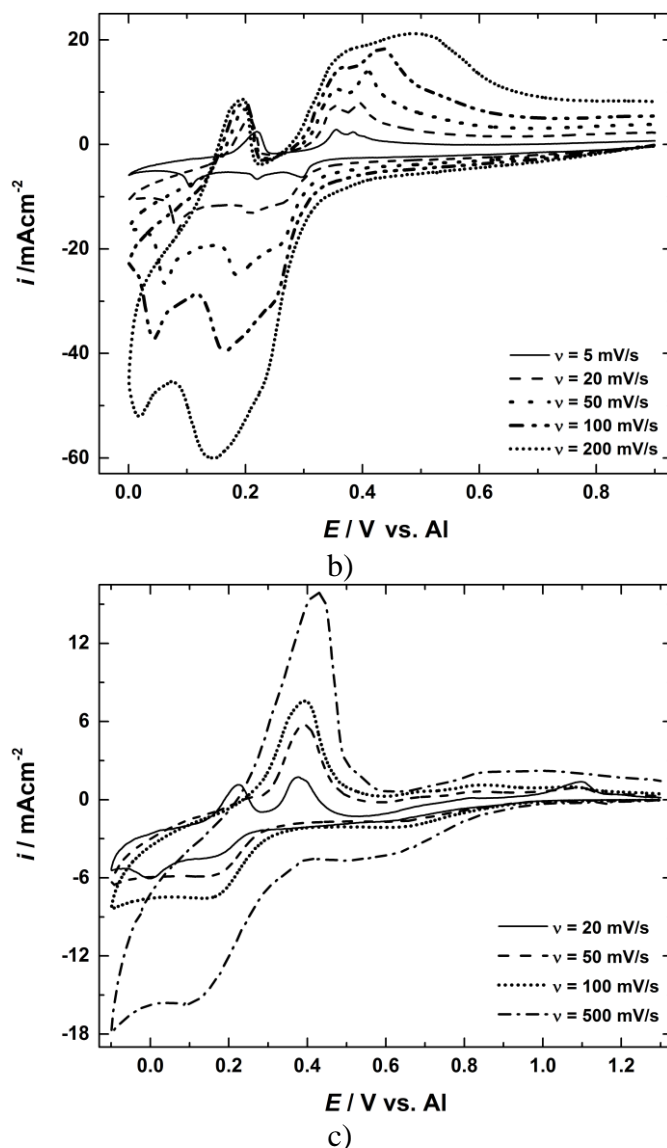 20
0
-20
-40
-60
i /mAcm-2
ν = 5 mV/s
ν = 20 mV/s
ν = 50 mV/s
ν = 100 mV/s
ν = 200 mV/s
0.0 0.2 0.4 0.6 0.8
E / V vs. Al
b)
12
6
0
-6
-12
-18
i / mAcm-2
ν = 20 mV/s
ν = 50 mV/s
ν = 100 mV/s
ν = 500 mV/s
0.0 0.2 0.4 0.6 0.8 1.0 1.2
E / V vs. Al
c)